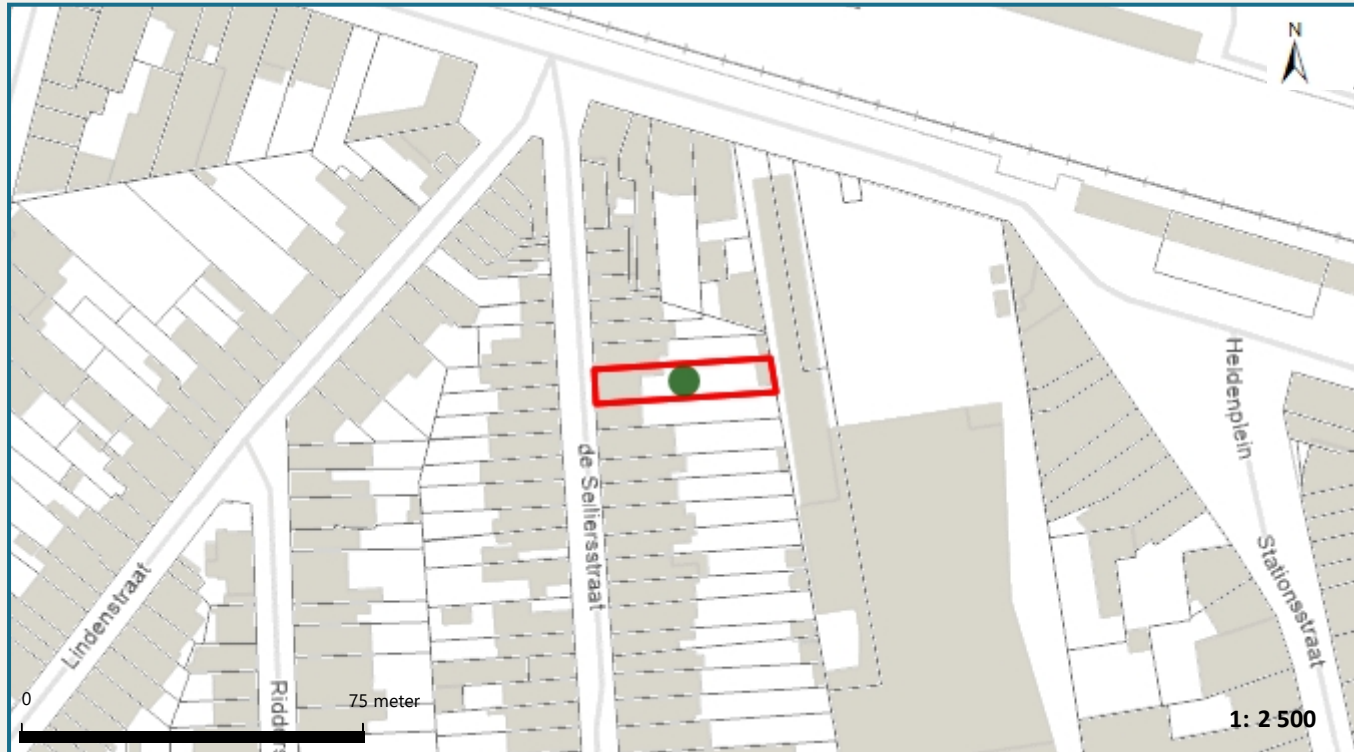 N
Heidenplein
de Selliersstraat
Stationsstraat
Lindenstraat
0
75 meter
1: 2 500